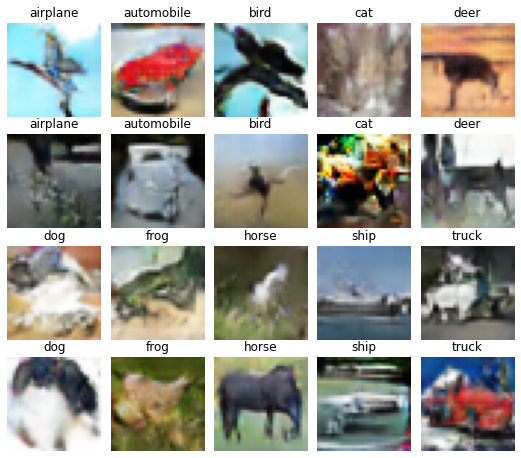 airplane automobile bird cat deer
airplane automobile bird cat deer
dog frog horse ship truck
dog frog horse ship truck